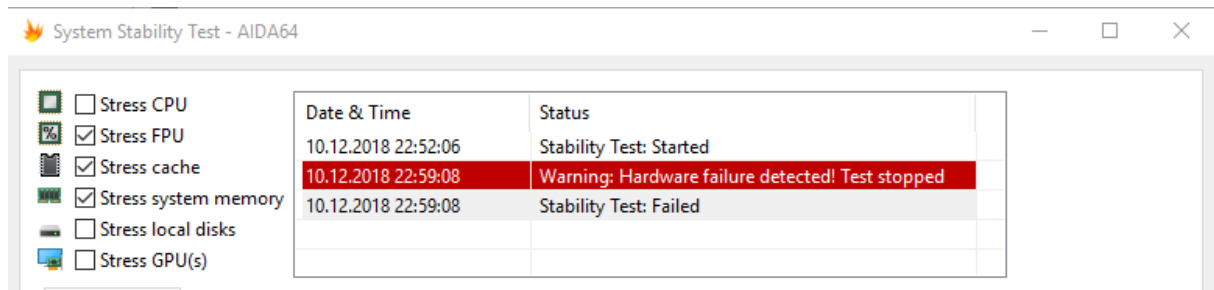 System Stability Test - AIDA64
Stress CPU
% Stress FPU
Stress cache
Stress system memory
Stress local disks
Stress GPU(s)
Date & Time Status
10.12.2018 22:52:06 Stability Test: Started
10.12.2018 22:59:08 Warning: Hardware failure detected! Test stopped
10.12.2018 22:59:08 Stability Test: Failed